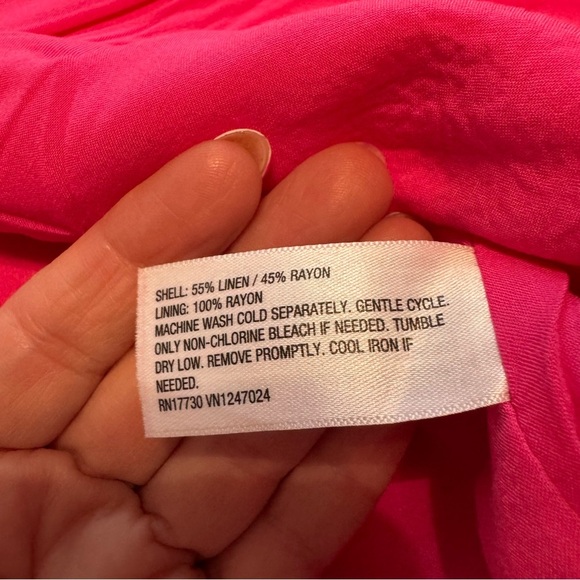 SHELL: 55% LINEN / 45% RAYON
LINING: 100% RAYON
MACHINE WASH COLD SEPARATELY. GENTLE CYCLE.
ONLY NON-CHLORINE BLEACH IF NEEDED. TUMBLE
DRY LOW. REMOVE PROMPTLY. COOL IRON IF
NEEDED.
RN17730 VN1247024